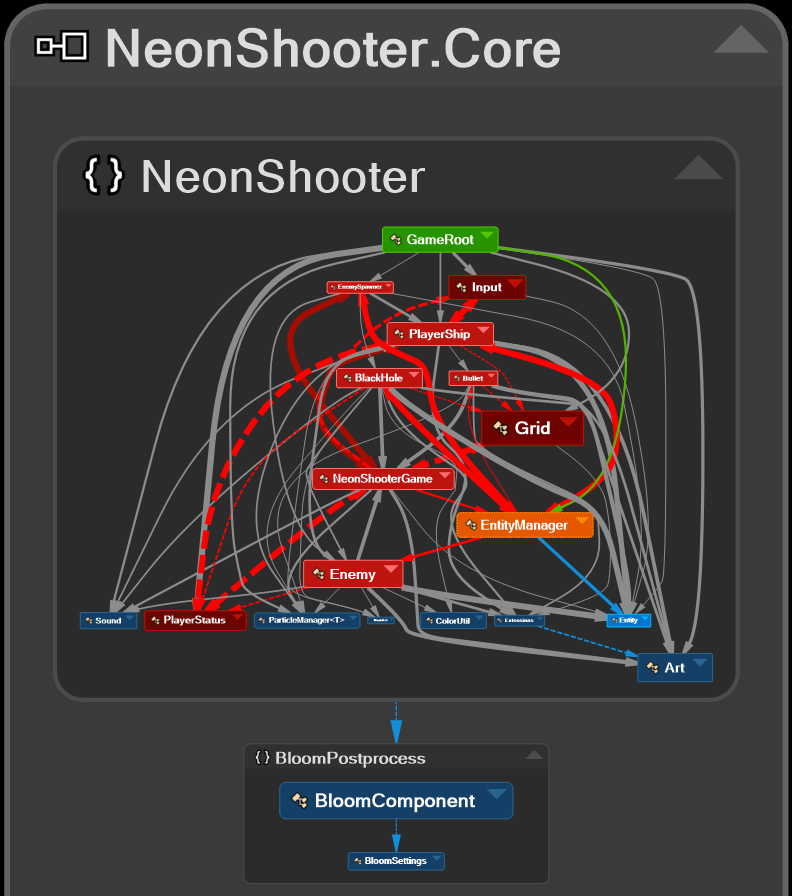 NeonShooter.Core
{} NeonShooter
GameRoot
EnemySpawner
Input
PlayerShip
BlackHole
Bullet
Grid
NeonShooterGame
EntityManager
Enemy
Sound
PlayerStatus
ParticleManager<T>
ColorUtil
Extensions
Entity
Art
{} BloomPostprocess
BloomComponent
BloomSettings